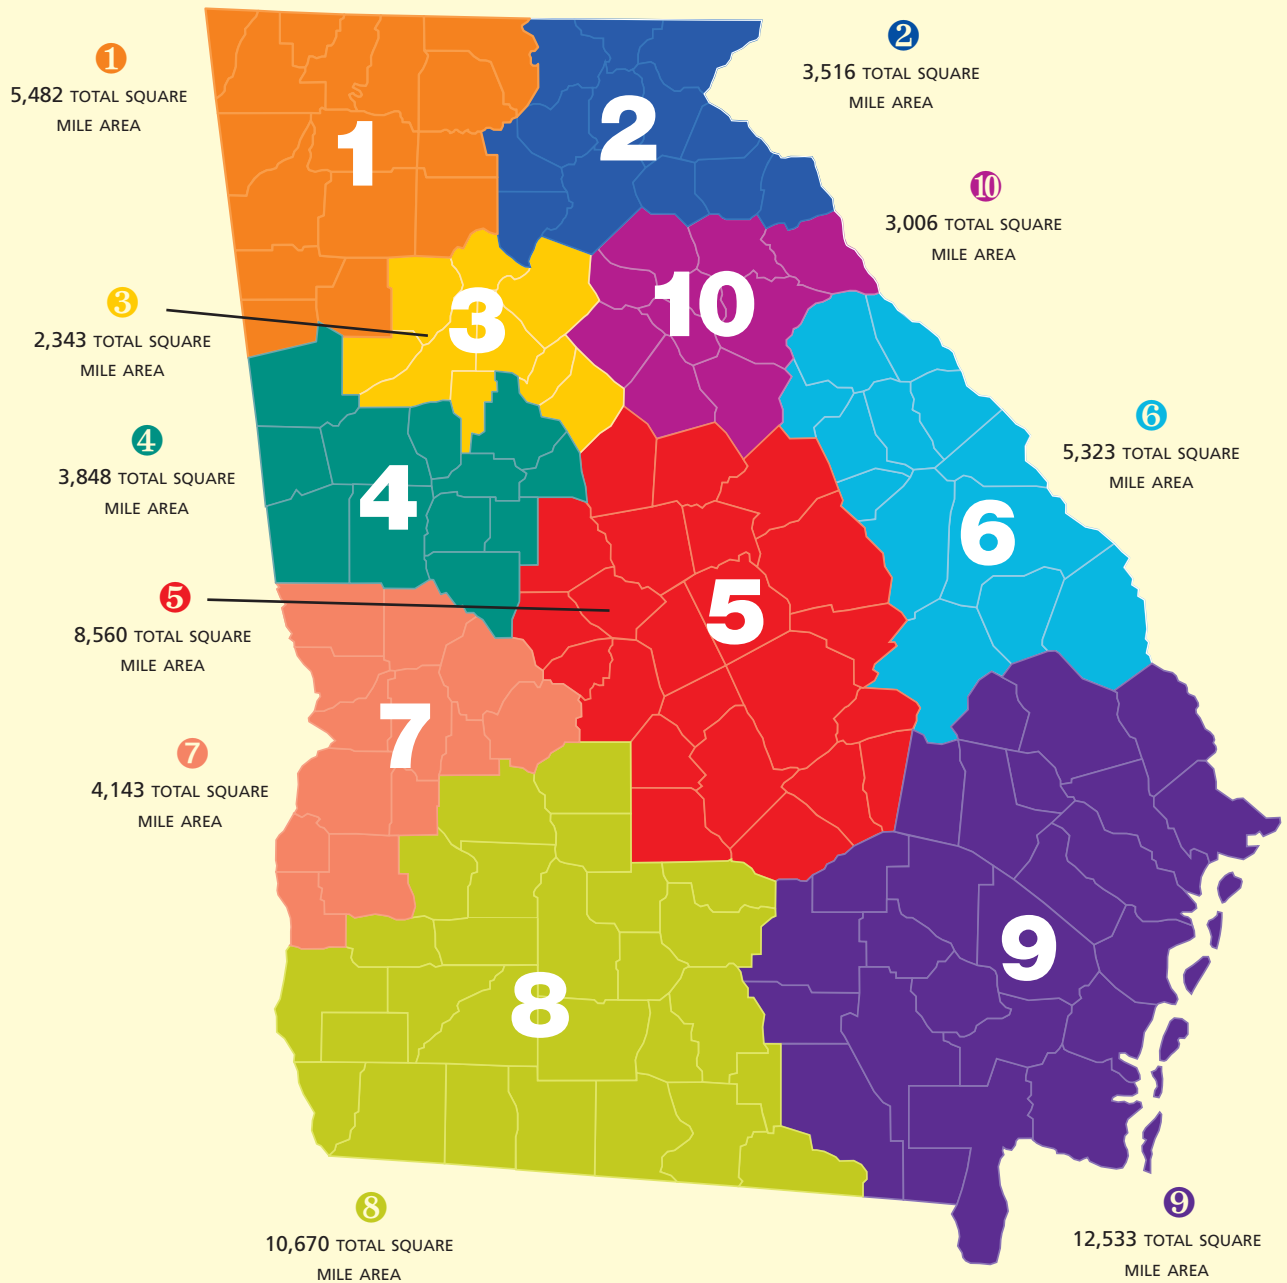 1
5,482 TOTAL SQUARE
MILE AREA
2
3,516 TOTAL SQUARE
MILE AREA
1
2
10
3,006 TOTAL SQUARE
MILE AREA
3
2,343 TOTAL SQUARE
MILE AREA
3
10
4
3,848 TOTAL SQUARE
MILE AREA
6
5,323 TOTAL SQUARE
MILE AREA
4
6
5
8,560 TOTAL SQUARE
MILE AREA
5
7
4,143 TOTAL SQUARE
MILE AREA
7
8
9
8
10,670 TOTAL SQUARE
MILE AREA
9
12,533 TOTAL SQUARE
MILE AREA